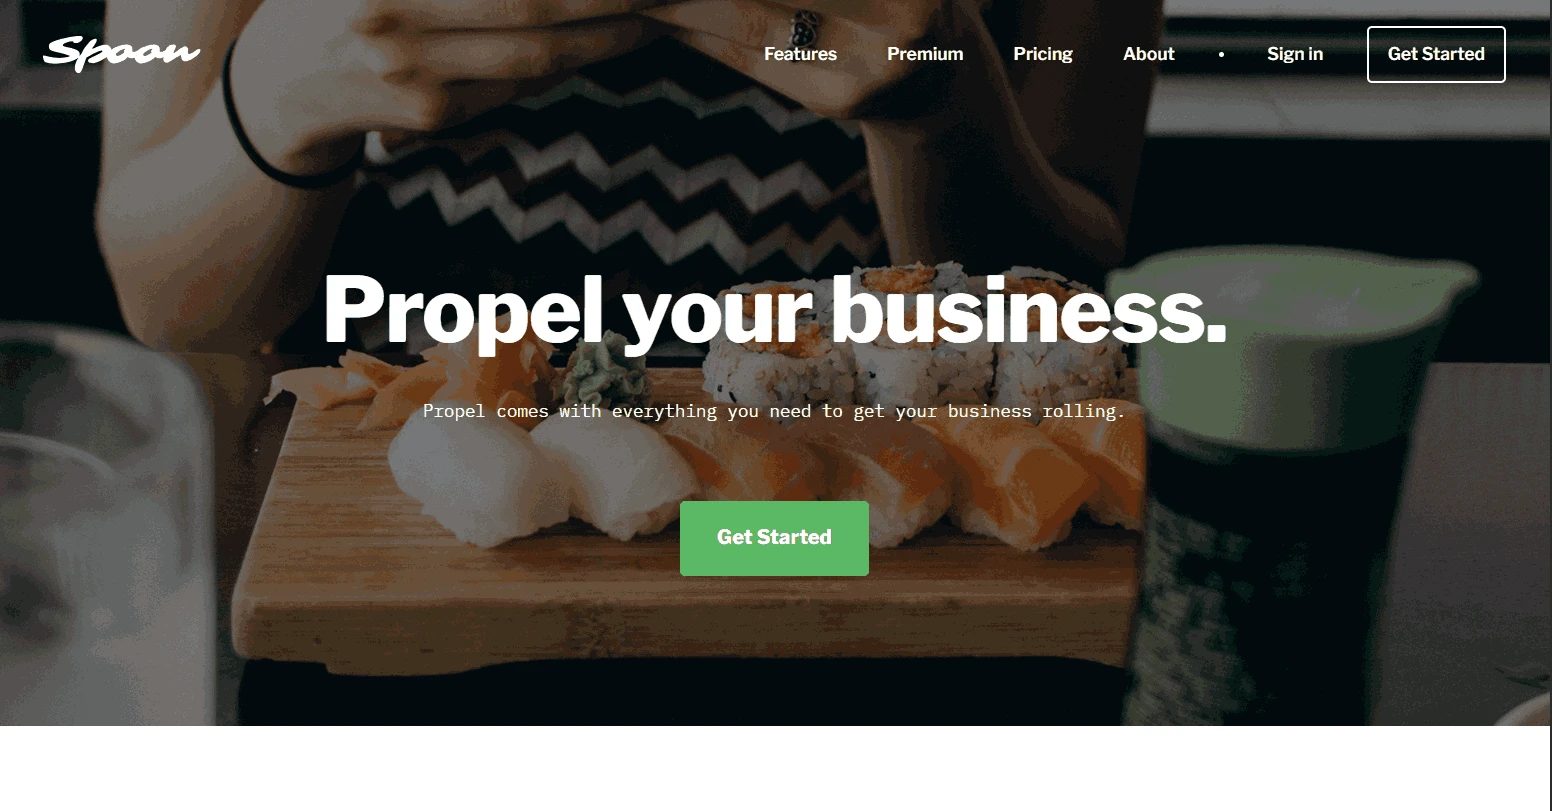 Spoon
Features Premium Pricing About • Sign in Get Started
Propel your business.
Propel comes with everything you need to get your business rolling.
Get Started